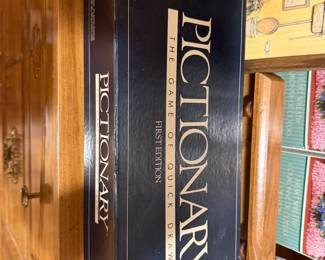 PICTIONARY
THE GAME OF QUICK DRAW
FIRST EDITION
PICTIONARY